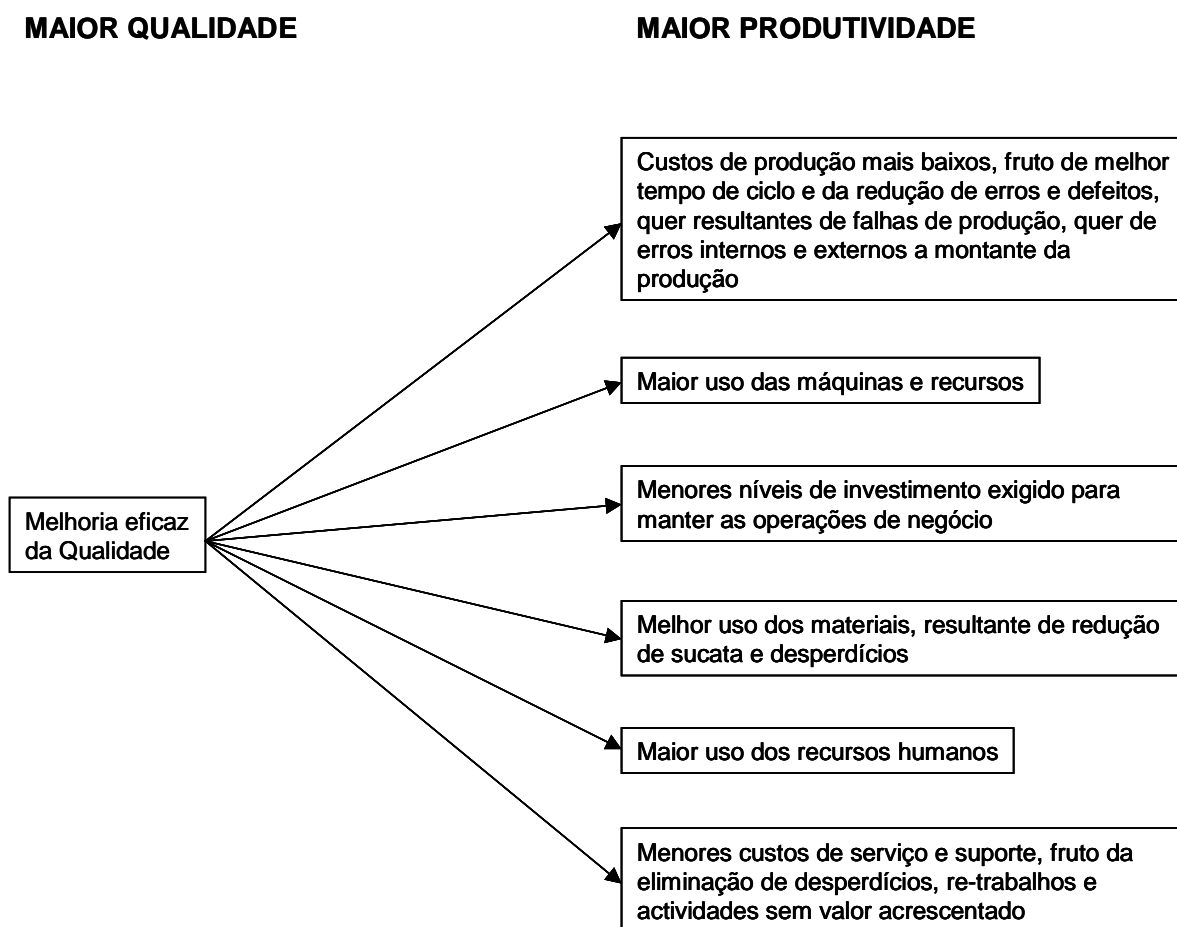 MAIOR QUALIDADE
MAIOR PRODUTIVIDADE
Custos de produção mais baixos, fruto de melhor
tempo de ciclo e da redução de erros e defeitos,
quer resultantes de falhas de produção, quer de
erros internos e externos a montante da
produção
Maior uso das máquinas e recursos
Menores níveis de investimento exigido para
manter as operações de negócio
Melhoria eficaz
da Qualidade
Melhor uso dos materiais, resultante de redução
de sucata e desperdícios
Maior uso dos recursos humanos
Menores custos de serviço e suporte, fruto da
eliminação de desperdícios, re-trabalhos e
actividades sem valor acrescentado